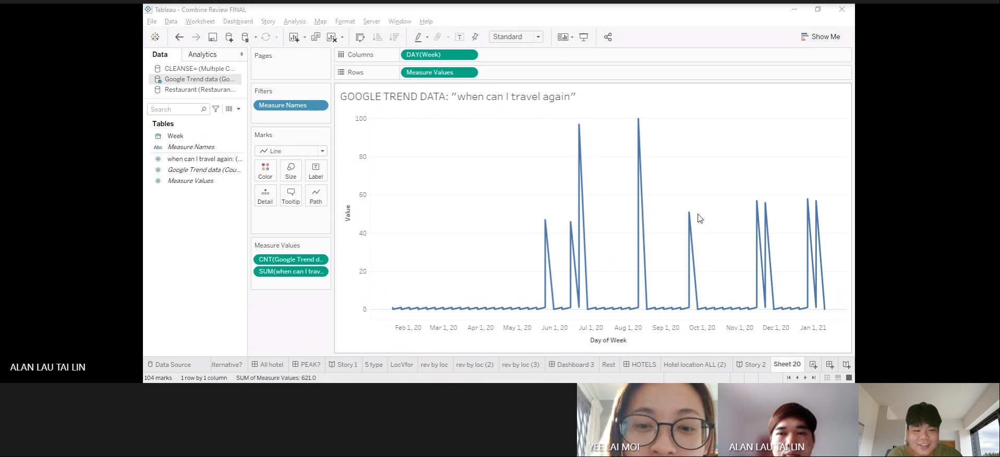 Tableau - Combine Review FINAL
File Data Worksheet Dashboard Story Analysis Map Format Server Window Help
Standard
Show Me
Data Analytics
CLEANSE+ (Multiple C...
Google Trend data (Go...
Restaurant (Restauran...
Search
Tables
Week
Abc Measure Names
when can I travel again: (...
Google Trend data (Cou...
Measure Values
Pages
Filters
Measure Names
Marks
Line
Color Size Label
Detail Tooltip Path
Measure Values
CNT(Google Trend d..
SUM(when can I trav..
Columns DAY(Week)
Rows Measure Values
GOOGLE TREND DATA: "when can I travel again"
Value
100
80
60
40
20
0
Feb 1, 20 Mar 1, 20 Apr 1, 20 May 1, 20 Jun 1, 20 Jul 1, 20 Aug 1, 20 Sep 1, 20 Oct 1, 20 Nov 1, 20 Dec 1, 20 Jan 1, 21
Day of Week
Data Source lternative? All hotel PEAK? Story 1 5 type LocVfor rev by loc rev by loc (2) rev by loc (3) Dashboard 3 Rest HOTELS Hotel location ALL (2) Story 2 Sheet 20
104 marks 1 row by 1 column SUM of Measure Values: 621.0
ALAN LAU TAI LIN
YEE LAI MOI
ALAN LAU TAI LIN